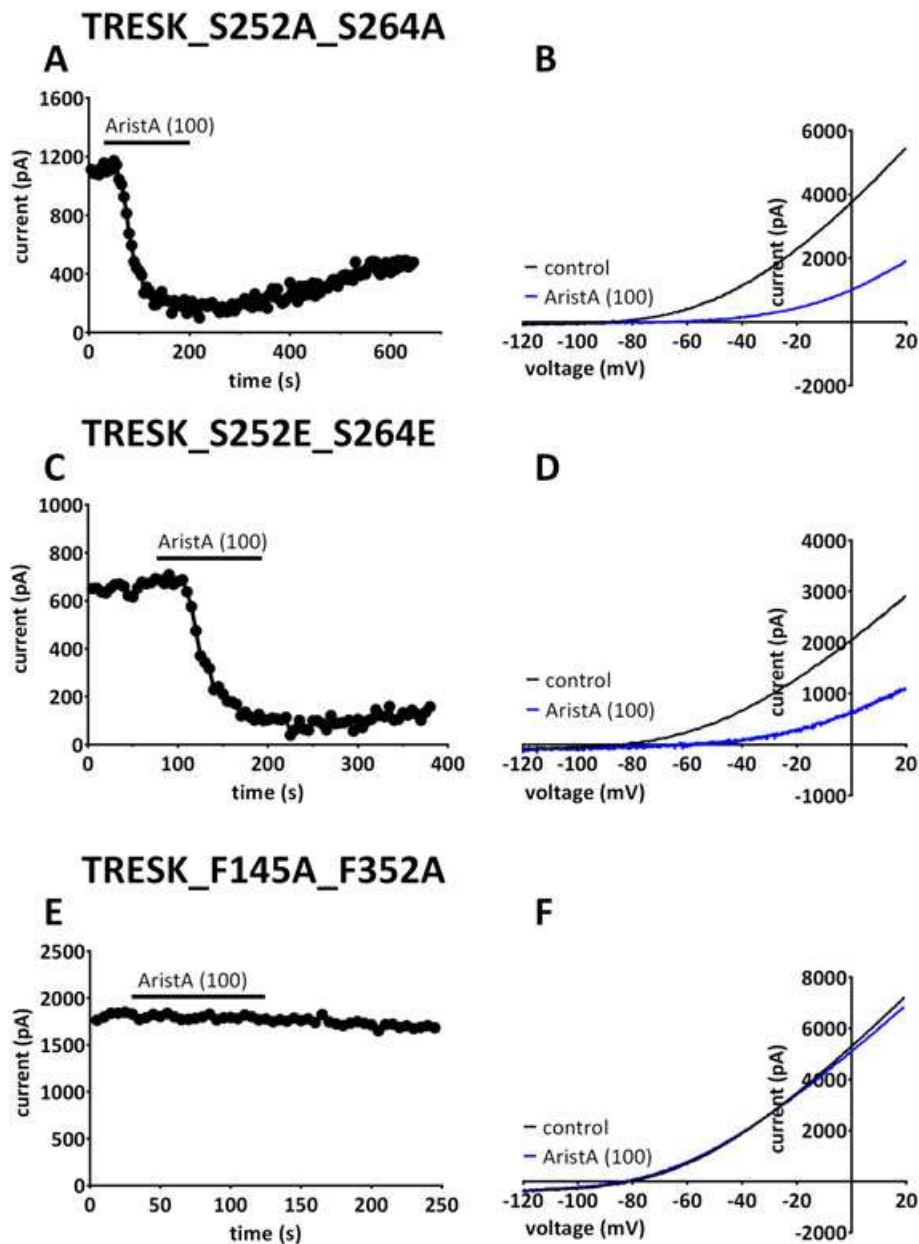 TRESK_S252A_S264A
A
B
1600
1200
800
400
0
current (pA)
AristA (100)
0
200
400
600
time (s)
6000
4000
2000
-2000
current (pA)
control
AristA (100)
-120
-100
-80
-60
-40
-20
20
voltage (mV)
TRESK_S252E_S264E
C
D
1000
800
600
400
200
0
current (pA)
AristA (100)
0
100
200
300
400
time (s)
4000
3000
2000
1000
-1000
current (pA)
control
AristA (100)
-120
-100
-80
-60
-40
-20
20
voltage (mV)
TRESK_F145A_F352A
E
F
2500
2000
1500
1000
500
0
current (pA)
AristA (100)
0
50
100
150
200
250
time (s)
8000
6000
4000
2000
-2000
current (pA)
control
AristA (100)
-120
-100
-80
-60
-40
-20
20
voltage (mV)